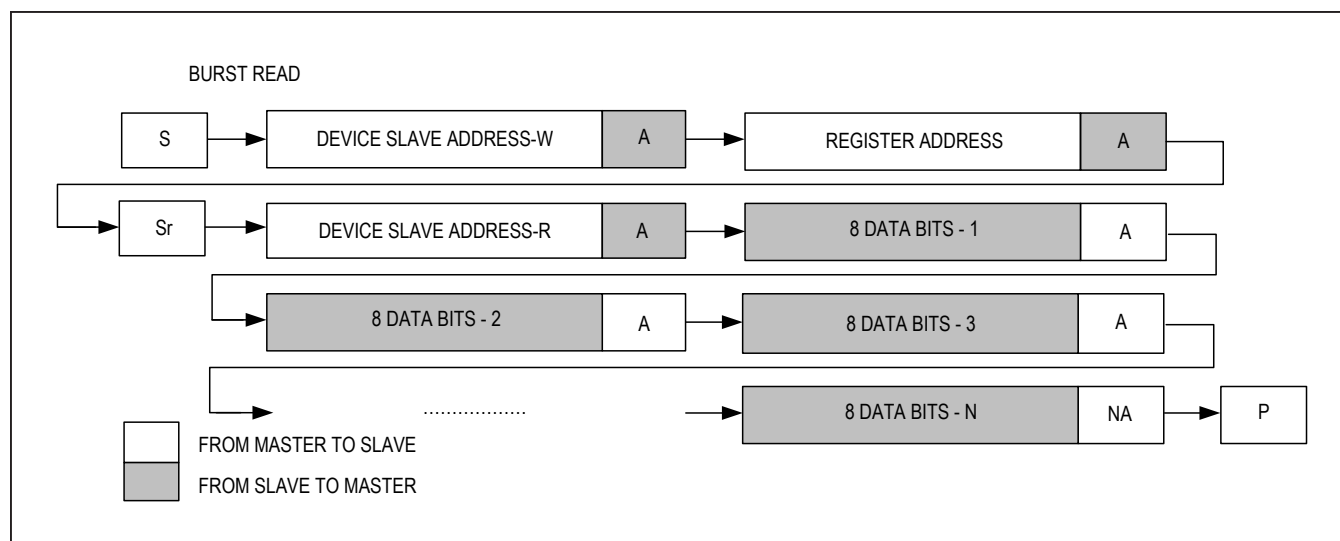 BURST READ
S DEVICE SLAVE ADDRESS-W A REGISTER ADDRESS A
Sr DEVICE SLAVE ADDRESS-R A 8 DATA BITS - 1 A
8 DATA BITS - 2 A 8 DATA BITS - 3 A
.................. 8 DATA BITS - N NA P
FROM MASTER TO SLAVE
FROM SLAVE TO MASTER